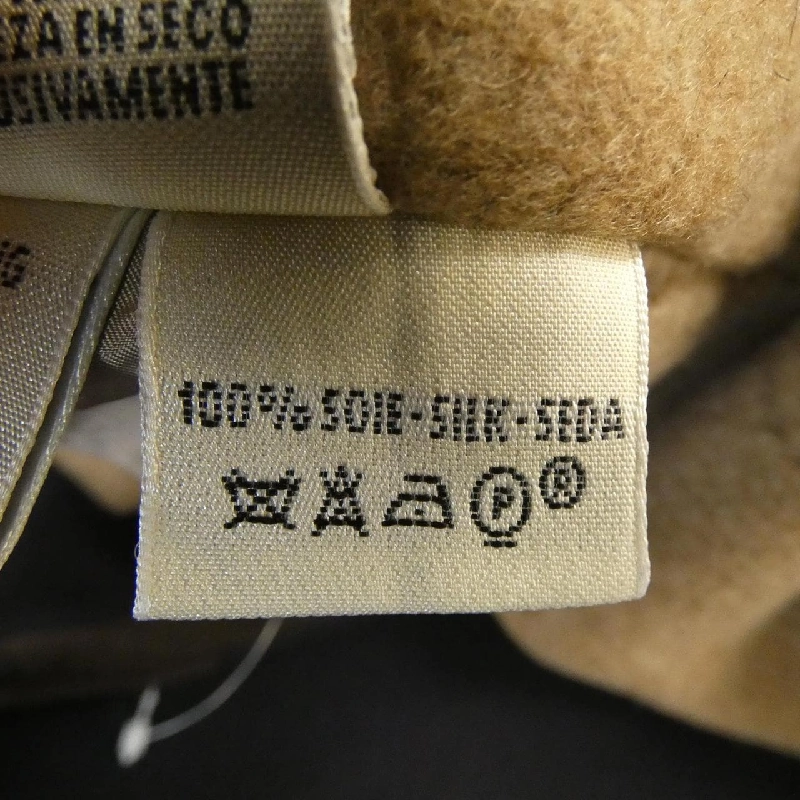 ZA EN SECO
USIVAMENTE
G
100% SOIE-SILK-SEDA
P ®